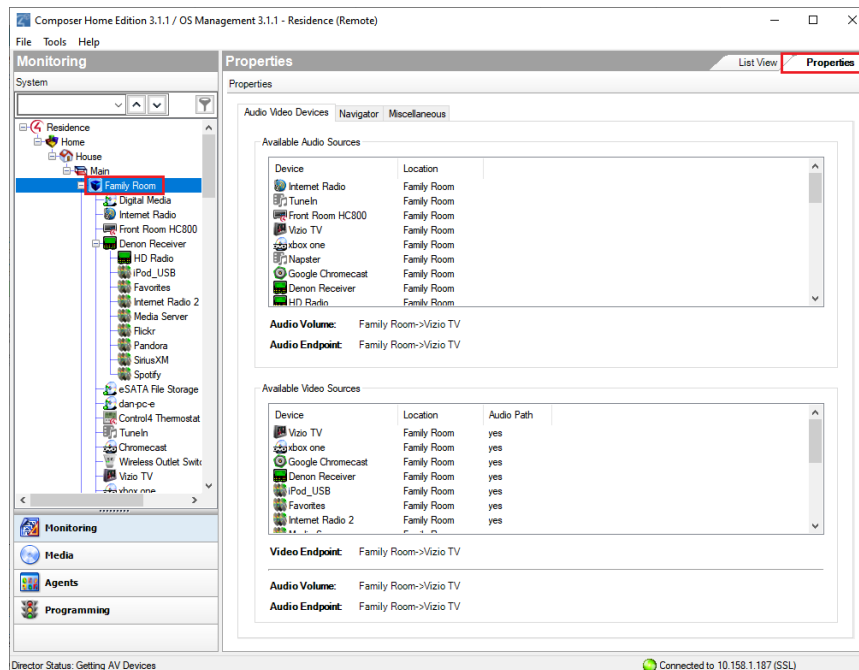 Composer Home Edition 3.1.1 / OS Management 3.1.1 - Residence (Remote)
File Tools Help
Monitoring
System
Residence
Home
House
Main
Family Room
Digital Media
Internet Radio
Front Room HC800
Denon Receiver
HD Radio
iPod_USB
Favorites
Internet Radio 2
Media Server
Flickr
Pandora
SiriusXM
Spotify
eSATA File Storage
dan-pc-e
Control4 Thermostat
TuneIn
Chromecast
Wireless Outlet Switc
Vizio TV
xbox one
Monitoring
Media
Agents
Programming
Properties
List View Properties
Properties
Audio Video Devices Navigator Miscellaneous
Available Audio Sources
Device Location
Internet Radio Family Room
TuneIn Family Room
Front Room HC800 Family Room
Vizio TV Family Room
xbox one Family Room
Napster Family Room
Google Chromecast Family Room
Denon Receiver Family Room
HD Radio Family Room
Audio Volume: Family Room->Vizio TV
Audio Endpoint: Family Room->Vizio TV
Available Video Sources
Device Location Audio Path
Vizio TV Family Room yes
xbox one Family Room yes
Google Chromecast Family Room yes
Denon Receiver Family Room yes
iPod_USB Family Room yes
Favorites Family Room yes
Internet Radio 2 Family Room yes
Video Endpoint: Family Room->Vizio TV
Audio Volume: Family Room->Vizio TV
Audio Endpoint: Family Room->Vizio TV
Director Status: Getting AV Devices
Connected to 10.158.1.187 (SSL)